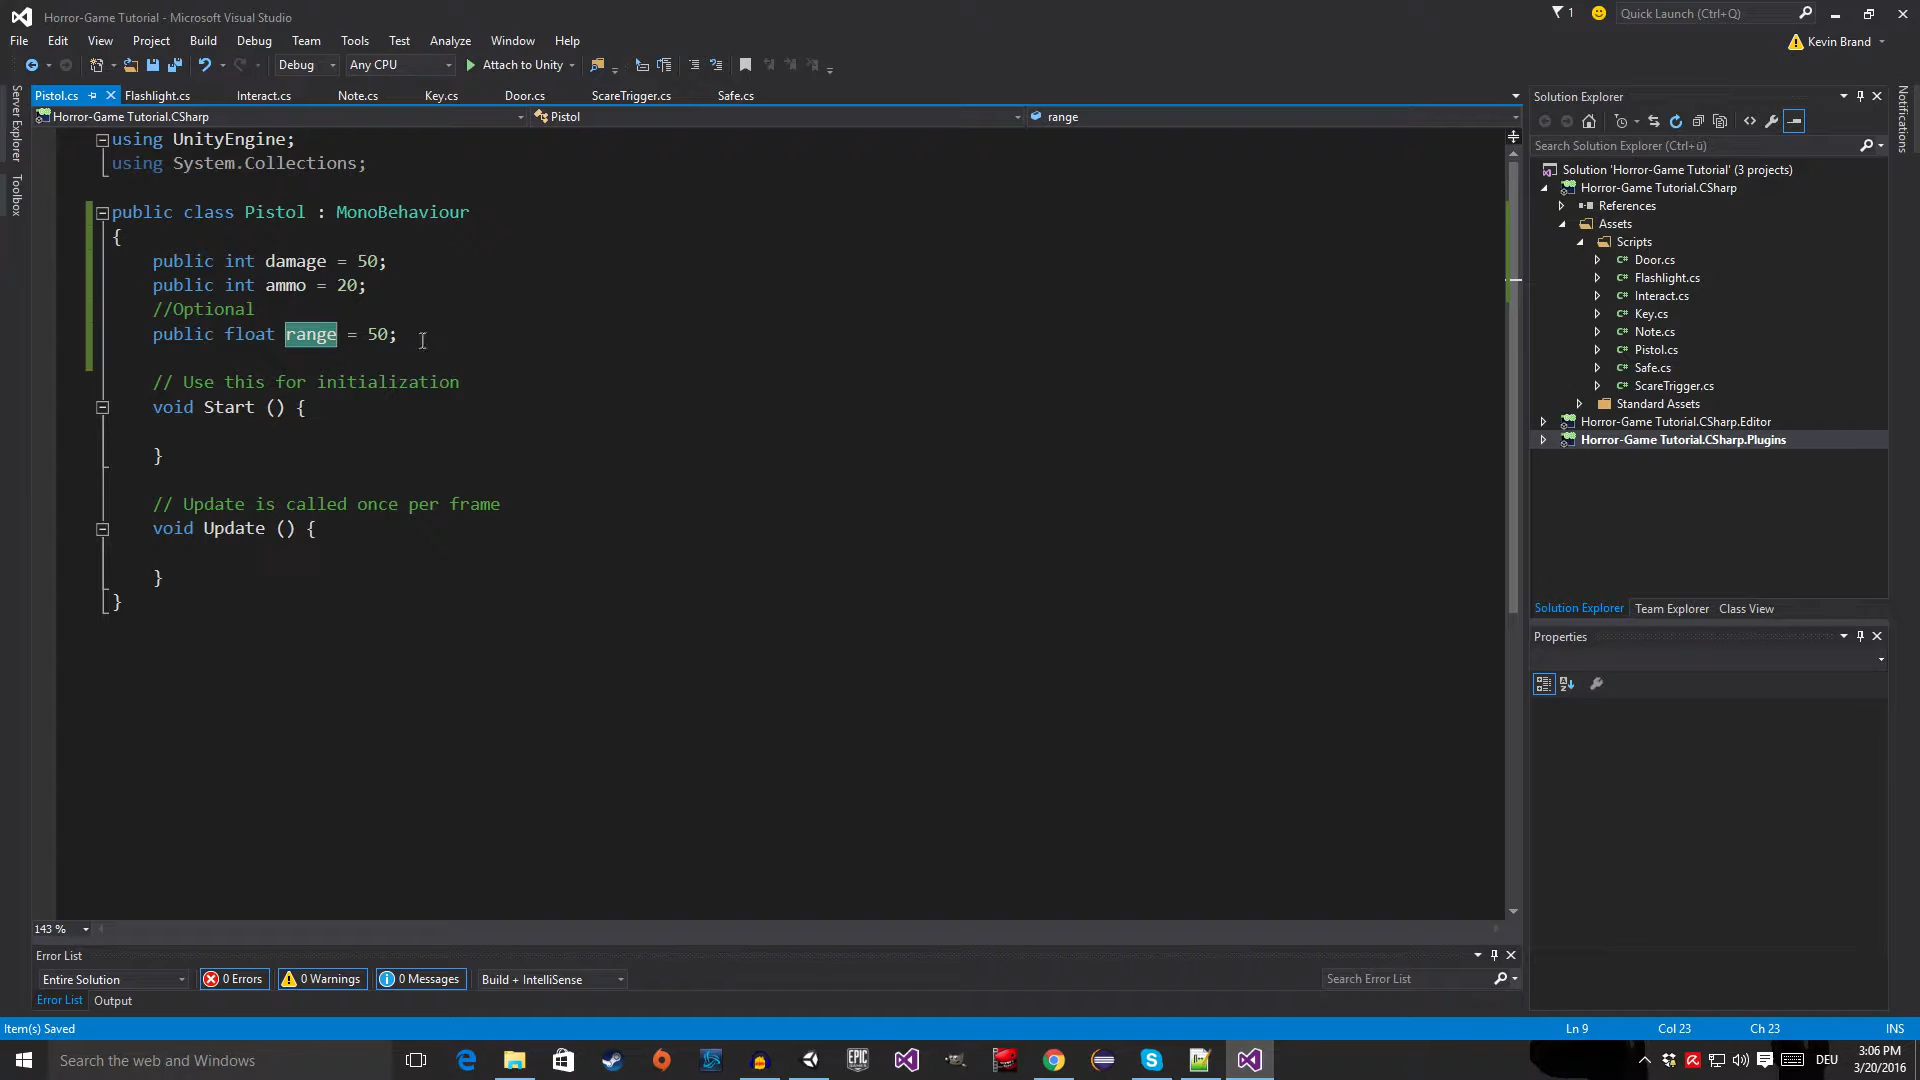 Horror-Game Tutorial - Microsoft Visual Studio
1
Quick Launch (Ctrl+Q)
File Edit View Project Build Debug Team Tools Test Analyze Window Help
Kevin Brand
Debug Any CPU Attach to Unity
Server Explorer
Toolbox
Notifications
Pistol.cs Flashlight.cs Interact.cs Note.cs Key.cs Door.cs ScareTrigger.cs Safe.cs
Horror-Game Tutorial.CSharp Pistol range
using UnityEngine;
using System.Collections;
public class Pistol : MonoBehaviour
{
public int damage = 50;
public int ammo = 20;
//Optional
public float range = 50;
// Use this for initialization
void Start () {
}
// Update is called once per frame
void Update () {
}
}
143 %
Solution Explorer
Search Solution Explorer (Ctrl+ü)
Solution 'Horror-Game Tutorial' (3 projects)
Horror-Game Tutorial.CSharp
References
Assets
Scripts
C# Door.cs
C# Flashlight.cs
C# Interact.cs
C# Key.cs
C# Note.cs
C# Pistol.cs
C# Safe.cs
C# ScareTrigger.cs
Standard Assets
Horror-Game Tutorial.CSharp.Editor
Horror-Game Tutorial.CSharp.Plugins
Solution Explorer Team Explorer Class View
Properties
Error List
Entire Solution 0 Errors 0 Warnings 0 Messages Build + IntelliSense Search Error List
Error List Output
Item(s) Saved Ln 9 Col 23 Ch 23 INS
Search the web and Windows
EPIC GAMES
DEU
3:06 PM
3/20/2016